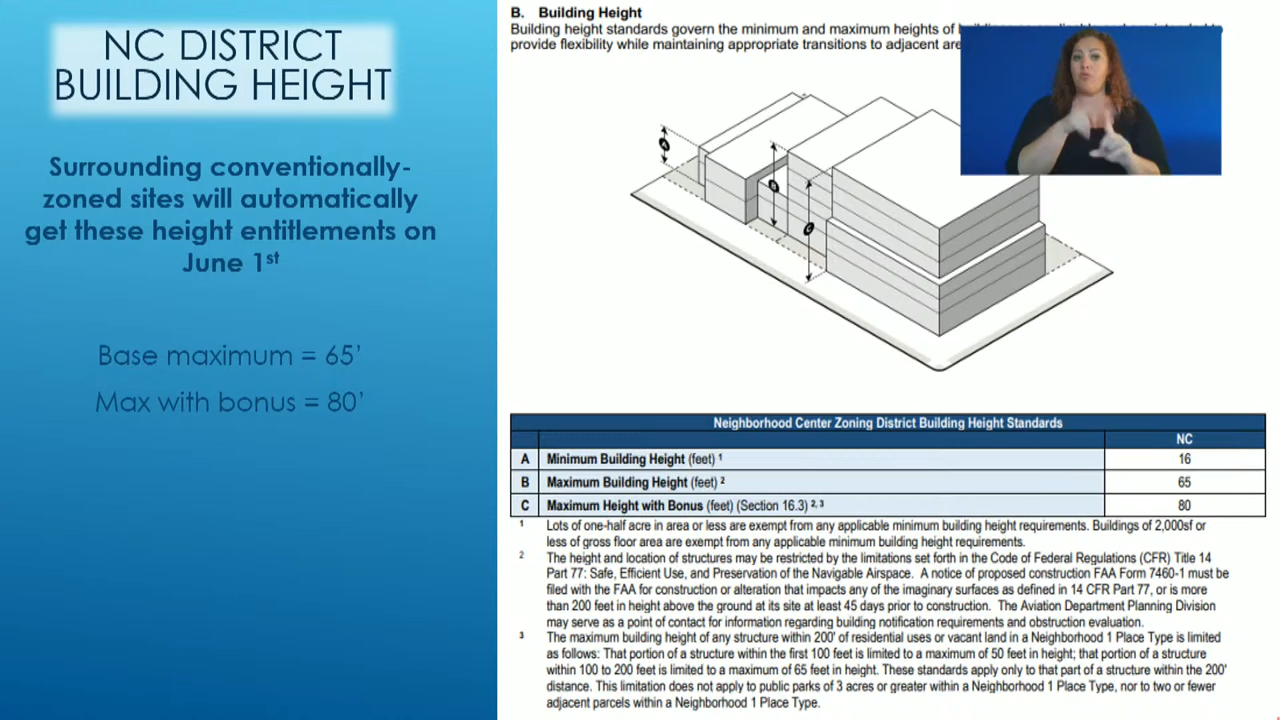 NC DISTRICT
BUILDING HEIGHT
Surrounding conventionally-
zoned sites will automatically
get these height entitlements on
June 1st
Base maximum = 65'
Max with bonus = 80'
B. Building Height
Building height standards govern the minimum and maximum heights of
provide flexibility while maintaining appropriate transitions to adjacent
A
B
C
Neighborhood Center Zoning District Building Height Standards
NC
A Minimum Building Height (feet) 1 16
B Maximum Building Height (feet) 2 65
C Maximum Height with Bonus (feet) (Section 16.3) 2, 3 80
1 Lots of one-half acre in area or less are exempt from any applicable minimum building height requirements. Buildings of 2,000sf or
less of gross floor area are exempt from any applicable minimum building height requirements.
2 The height and location of structures may be restricted by the limitations set forth in the Code of Federal Regulations (CFR) Title 14
Part 77: Safe, Efficient Use, and Preservation of the Navigable Airspace. A notice of proposed construction FAA Form 7460-1 must be
filed with the FAA for construction or alteration that impacts any of the imaginary surfaces as defined in 14 CFR Part 77, or is more
than 200 feet in height above the ground at its site at least 45 days prior to construction. The Aviation Department Planning Division
may serve as a point of contact for information regarding building notification requirements and obstruction evaluation.
3 The maximum building height of any structure within 200' of residential uses or vacant land in a Neighborhood 1 Place Type is limited
as follows: That portion of a structure within the first 100 feet is limited to a maximum of 50 feet in height; that portion of a structure
within 100 to 200 feet is limited to a maximum of 65 feet in height. These standards apply only to that part of a structure within the 200'
distance. This limitation does not apply to public parks of 3 acres or greater within a Neighborhood 1 Place Type, nor to two or fewer
adjacent parcels within a Neighborhood 1 Place Type.